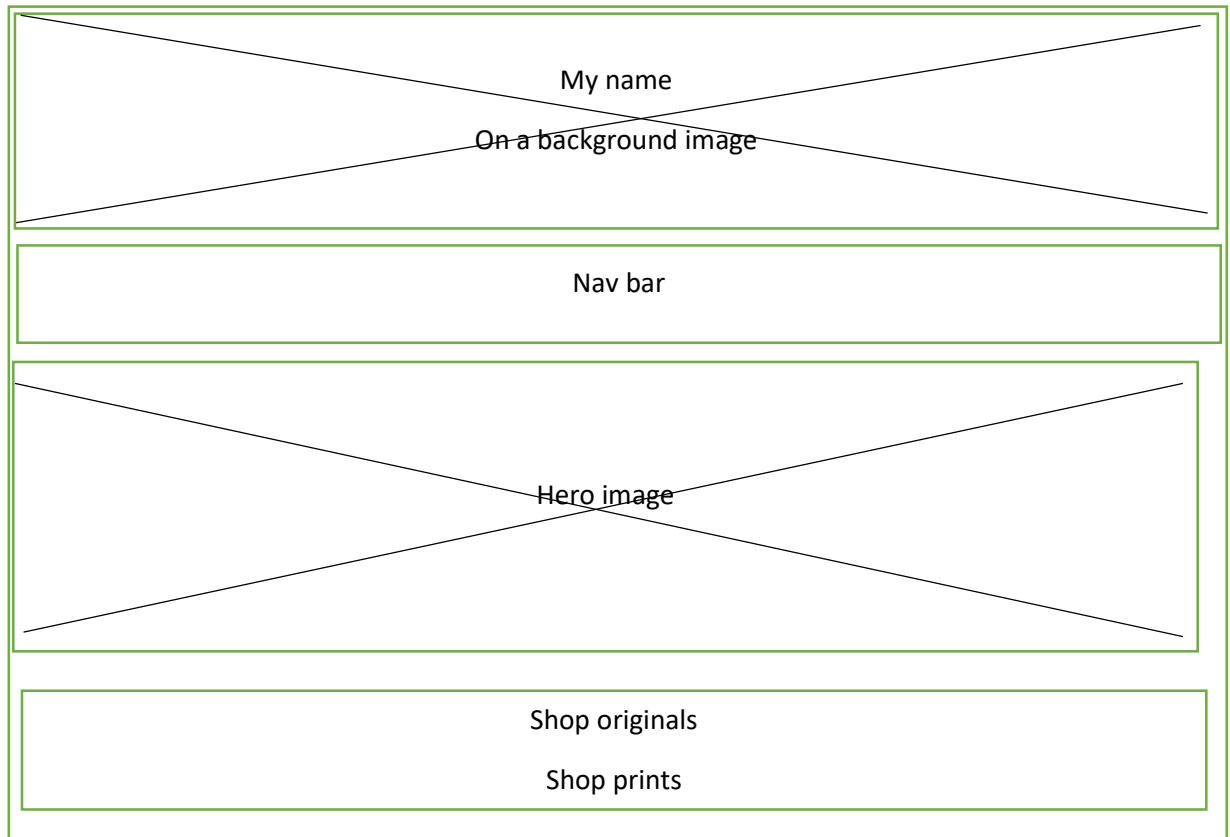 My name
On a background image
Nav bar
Hero image
Shop originals
Shop prints